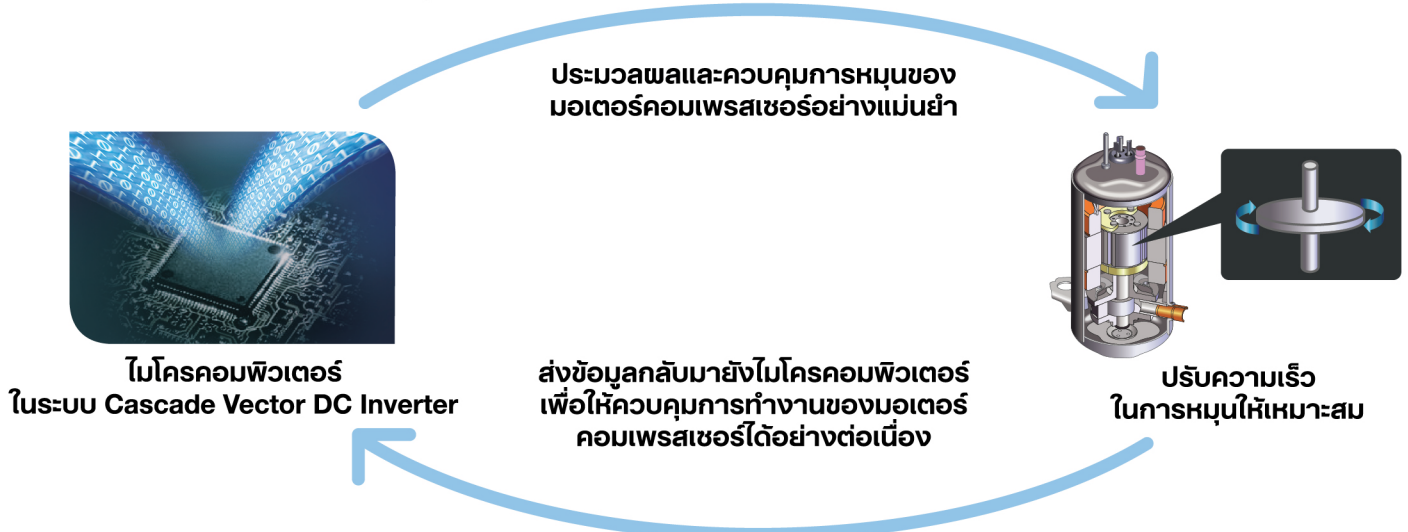 ประมวลผลและควบคุมการหมุนของ
มอเตอร์คอมเพรสเซอร์อย่างแม่นยำ
ไมโครคอมพิวเตอร์
ในระบบ Cascade Vector DC Inverter
ส่งข้อมูลกลับมายังไมโครคอมพิวเตอร์
เพื่อให้ควบคุมการทำงานของมอเตอร์
คอมเพรสเซอร์ได้อย่างต่อเนื่อง
ปรับความเร็ว
ในการหมุนให้เหมาะสม